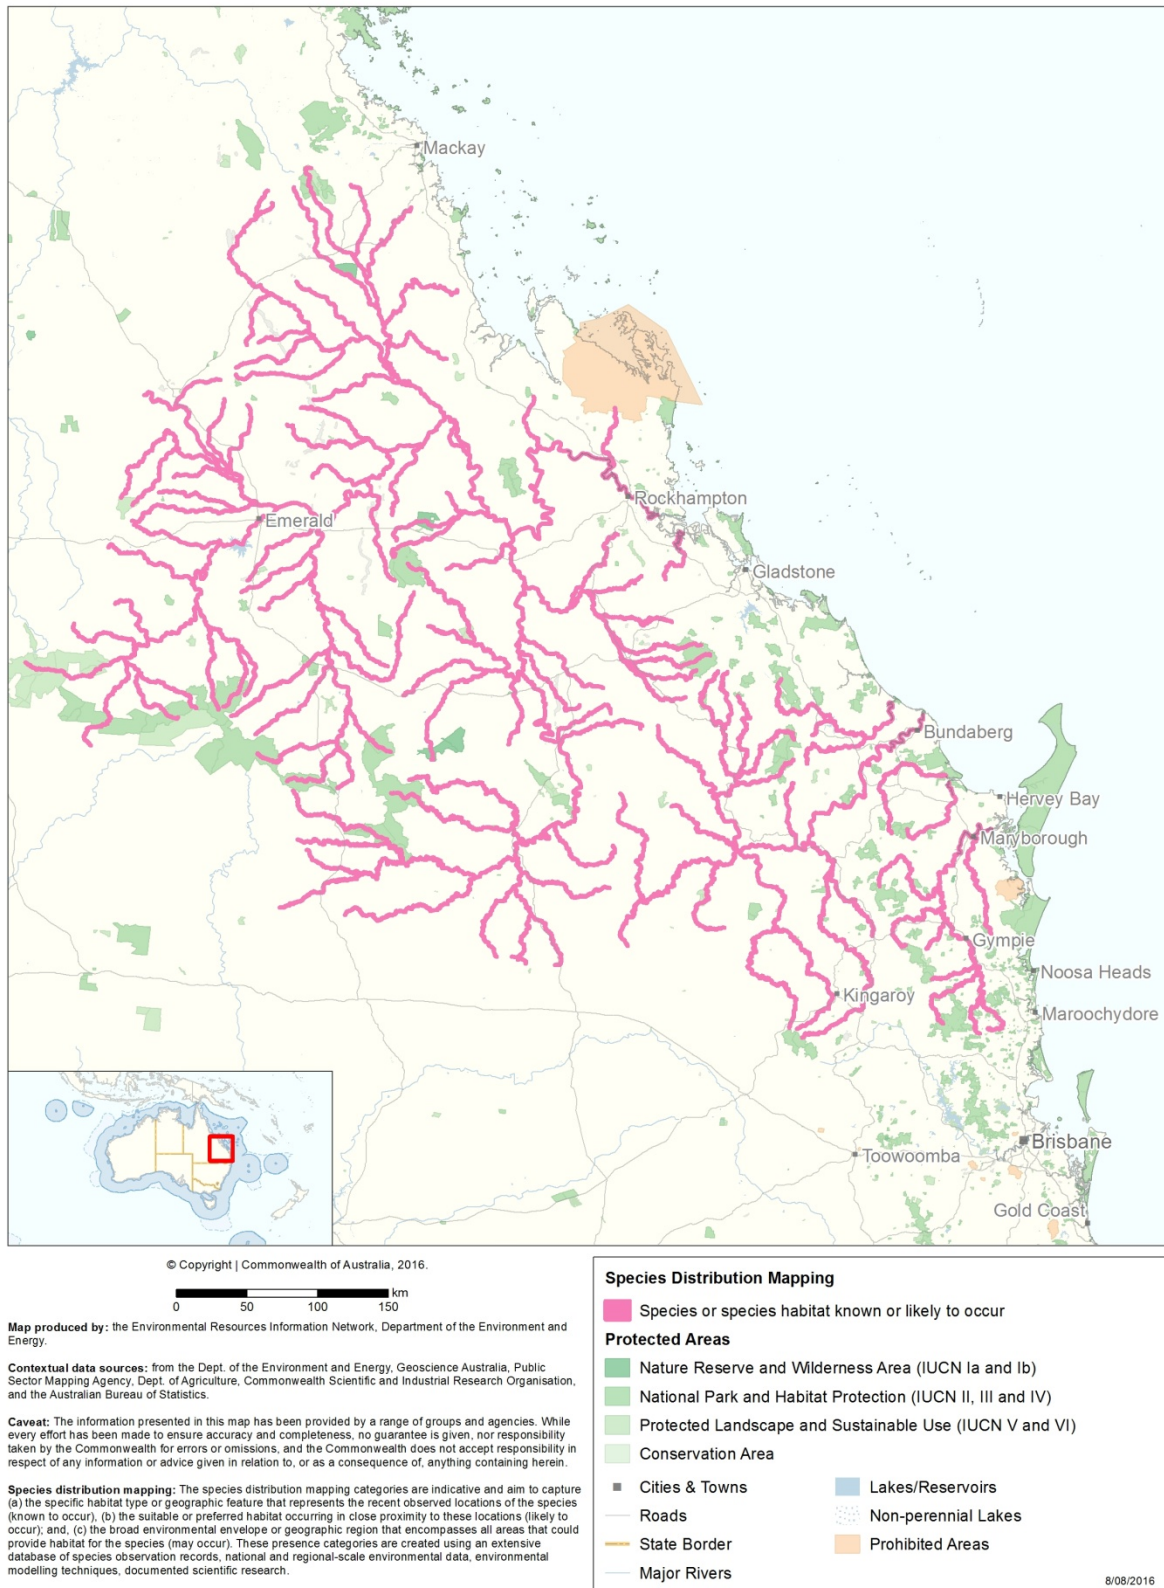 Mackay
Rockhampton
Emerald
Gladstone
Bundaberg
Hervey Bay
Maryborough
Gympie
Noosa Heads
Kingaroy
Maroochydore
Brisbane
Toowoomba
Gold Coast
© Copyright | Commonwealth of Australia, 2016.
km
0 50 100 150
Map produced by: the Environmental Resources Information Network, Department of the Environment and
Energy.
Contextual data sources: from the Dept. of the Environment and Energy, Geoscience Australia, Public
Sector Mapping Agency, Dept. of Agriculture, Commonwealth Scientific and Industrial Research Organisation,
and the Australian Bureau of Statistics.
Caveat: The information presented in this map has been provided by a range of groups and agencies. While
every effort has been made to ensure accuracy and completeness, no guarantee is given, nor responsibility
taken by the Commonwealth for errors or omissions, and the Commonwealth does not accept responsibility in
respect of any information or advice given in relation to, or as a consequence of, anything containing herein.
Species distribution mapping: The species distribution mapping categories are indicative and aim to capture
(a) the specific habitat type or geographic feature that represents the recent observed locations of the species
(known to occur), (b) the suitable or preferred habitat occurring in close proximity to these locations (likely to
occur); and, (c) the broad environmental envelope or geographic region that encompasses all areas that could
provide habitat for the species (may occur). These presence categories are created using an extensive
database of species observation records, national and regional-scale environmental data, environmental
modelling techniques, documented scientific research.
Species Distribution Mapping
Species or species habitat known or likely to occur
Protected Areas
Nature Reserve and Wilderness Area (IUCN Ia and Ib)
National Park and Habitat Protection (IUCN II, III and IV)
Protected Landscape and Sustainable Use (IUCN V and VI)
Conservation Area
Cities & Towns
Lakes/Reservoirs
Roads
Non-perennial Lakes
State Border
Prohibited Areas
Major Rivers
8/08/2016